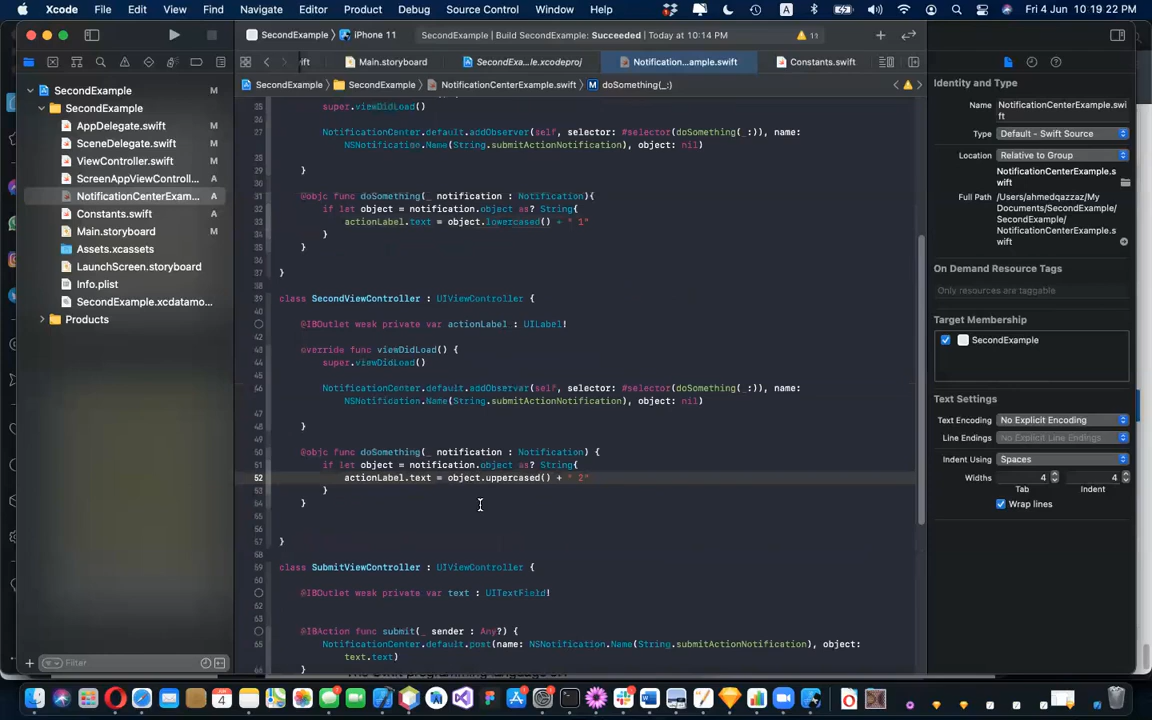 Xcode File Edit View Find Navigate Editor Product Debug Source Control Window Help
Fri 4 Jun 10:19:22 PM
SecondExample iPhone 11
SecondExample | Build SecondExample: Succeeded | Today at 10:14 PM
11
ift Main.storyboard SecondExa...le.xcdatamo Notification...ample.swift Constants.swift
SecondExample SecondExample NotificationCenterExample.swift M doSomething(_:)
SecondExample
SecondExample
AppDelegate.swift M
SceneDelegate.swift M
ViewController.swift M
ScreenAppViewControll... A
NotificationCenterExam... A
Constants.swift A
Main.storyboard M
Assets.xcassets
LaunchScreen.storyboard
Info.plist
SecondExample.xcdatamo...
Products
Filter
super.viewDidLoad()
NotificationCenter.default.addObserver(self, selector: #selector(doSomething(_:)), name:
NSNotification.Name(String.submitActionNotification), object: nil)
}
@objc func doSomething(_ notification : Notification){
if let object = notification.object as? String{
actionLabel.text = object.lowercased() + " 1"
}
}
}
class SecondViewController : UIViewController {
@IBOutlet weak private var actionLabel : UILabel!
override func viewDidLoad() {
super.viewDidLoad()
NotificationCenter.default.addObserver(self, selector: #selector(doSomething(_:)), name:
NSNotification.Name(String.submitActionNotification), object: nil)
}
@objc func doSomething(_ notification : Notification) {
if let object = notification.object as? String{
52 actionLabel.text = object.uppercased() + " 2"
}
}
}
class SubmitViewController : UIViewController {
@IBOutlet weak private var text : UITextField!
@IBAction func submit(_ sender : Any?) {
NotificationCenter.default.post(name: NSNotification.Name(String.submitActionNotification), object:
text.text)
}
Identity and Type
Name NotificationCenterExample.swi
ft
Type Default - Swift Source
Location Relative to Group
NotificationCenterExample.s
wift
Full Path /Users/ahmedqazzaz/My
Documents/SecondExample/
SecondExample/
NotificationCenterExample.s
wift
On Demand Resource Tags
Only resources are taggable
Target Membership
SecondExample
Text Settings
Text Encoding No Explicit Encoding
Line Endings No Explicit Line Endings
Indent Using Spaces
Widths 4 4
Tab Indent
Wrap lines